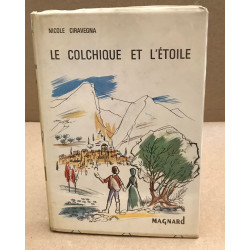 NICOLE CIRAVEGNA
LE COLCHIQUE ET L'ÉTOILE
MAGNARD